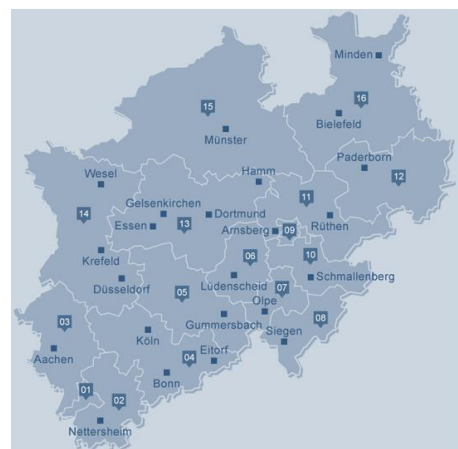 Minden
16
15
Bielefeld
Münster
Paderborn
Hamm
Wesel
12
11
Gelsenkirchen
14
Dortmund
Rüthen
13
Essen
Arnsberg
09
Krefeld
06
10
Schmallenberg
Düsseldorf
Lüdenscheid
05
07
Olpe
Gummersbach
08
03
Siegen
Köln
Eitorf
04
Aachen
Bonn
01
02
Nettersheim